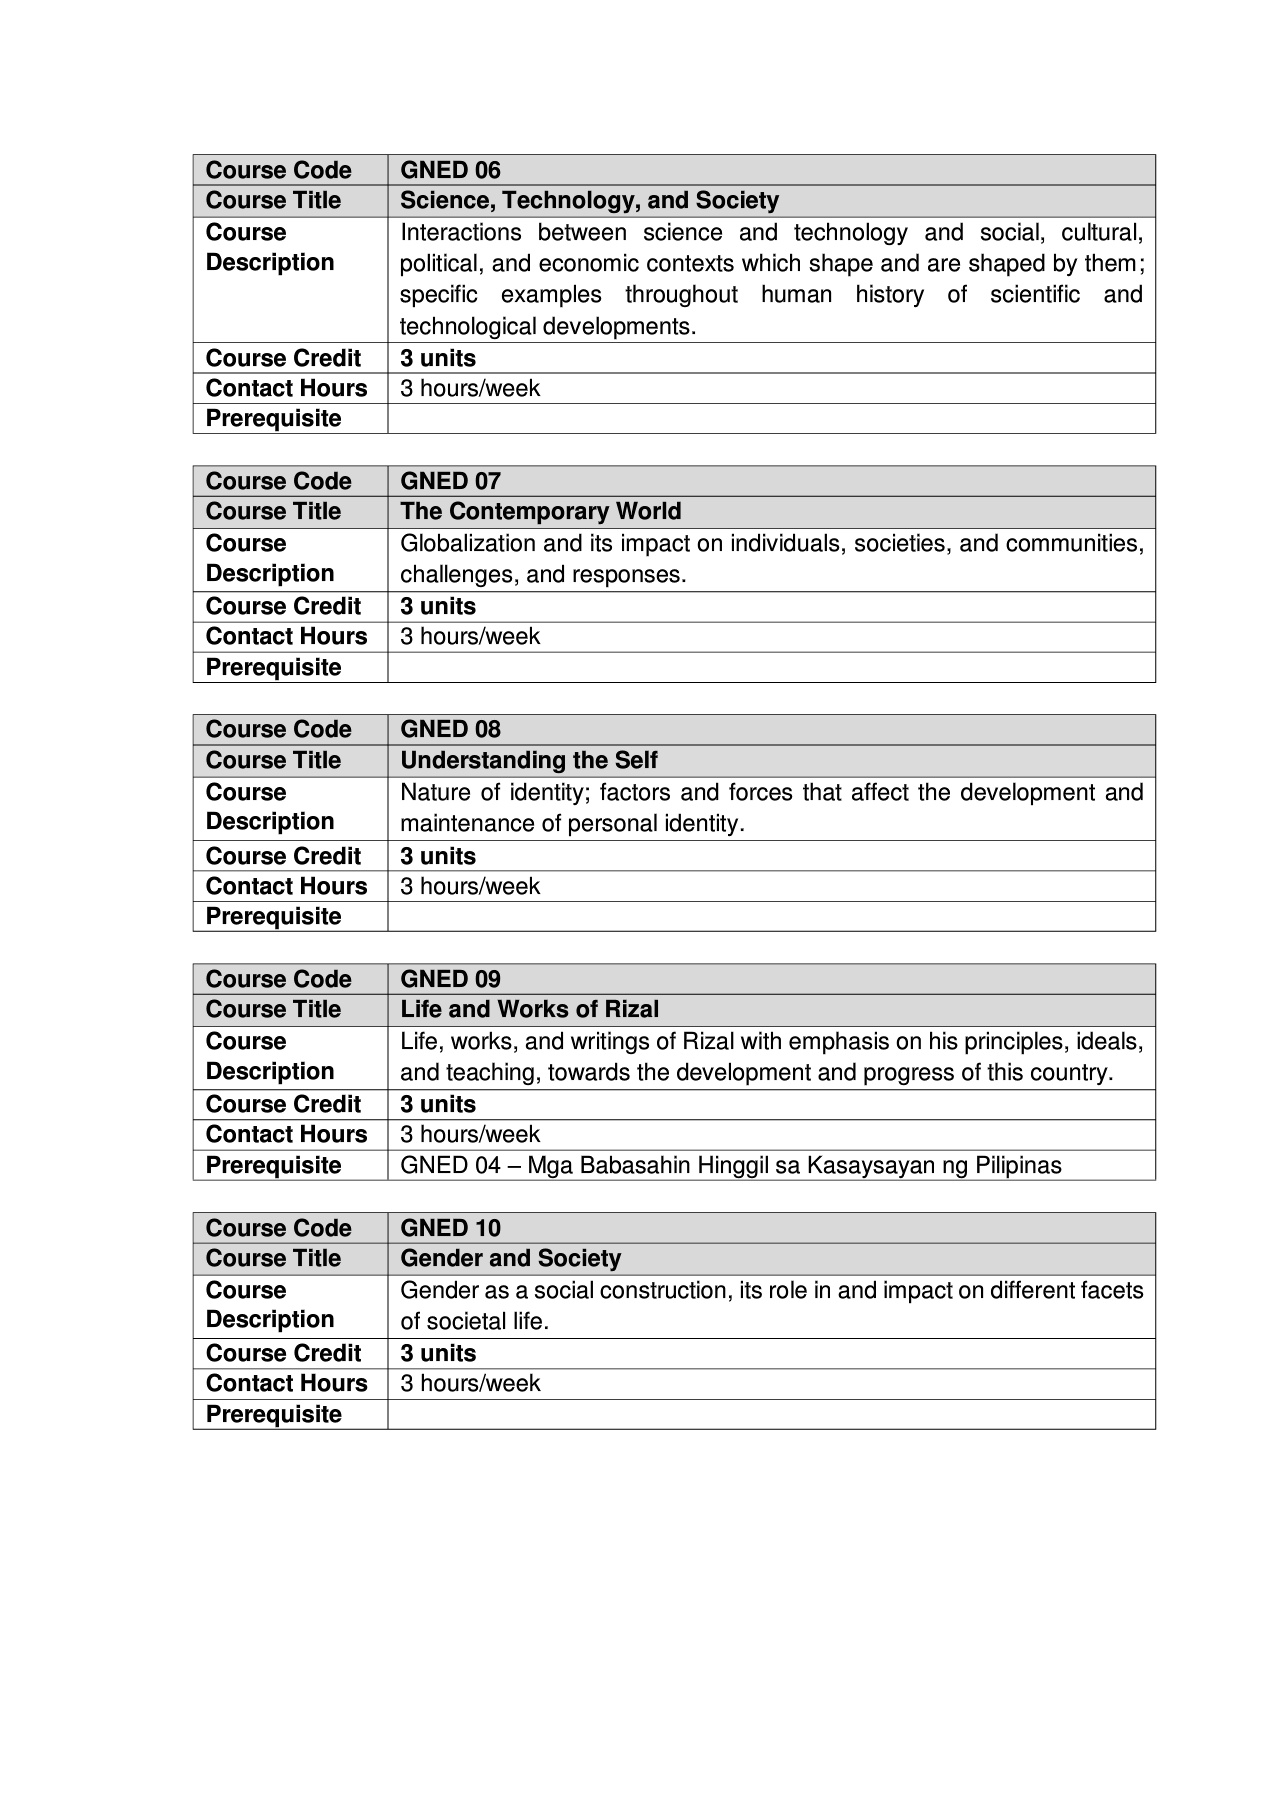 Course Code GNED 06
Course Title Science, Technology, and Society
Course Interactions between science and technology and social, cultural,
Description political, and economic contexts which shape and are shaped by them;
specific examples throughout human history of scientific and
technological developments.
Course Credit 3 units
Contact Hours 3 hours/week
Prerequisite
Course Code GNED 07
Course Title The Contemporary World
Course Globalization and its impact on individuals, societies, and communities,
Description challenges, and responses.
Course Credit 3 units
Contact Hours 3 hours/week
Prerequisite
Course Code GNED 08
Course Title Understanding the Self
Course Nature of identity; factors and forces that affect the development and
Description maintenance of personal identity.
Course Credit 3 units
Contact Hours 3 hours/week
Prerequisite
Course Code GNED 09
Course Title Life and Works of Rizal
Course Life, works, and writings of Rizal with emphasis on his principles, ideals,
Description and teaching, towards the development and progress of this country.
Course Credit 3 units
Contact Hours 3 hours/week
Prerequisite GNED 04 – Mga Babasahin Hinggil sa Kasaysayan ng Pilipinas
Course Code GNED 10
Course Title Gender and Society
Course Gender as a social construction, its role in and impact on different facets
Description of societal life.
Course Credit 3 units
Contact Hours 3 hours/week
Prerequisite